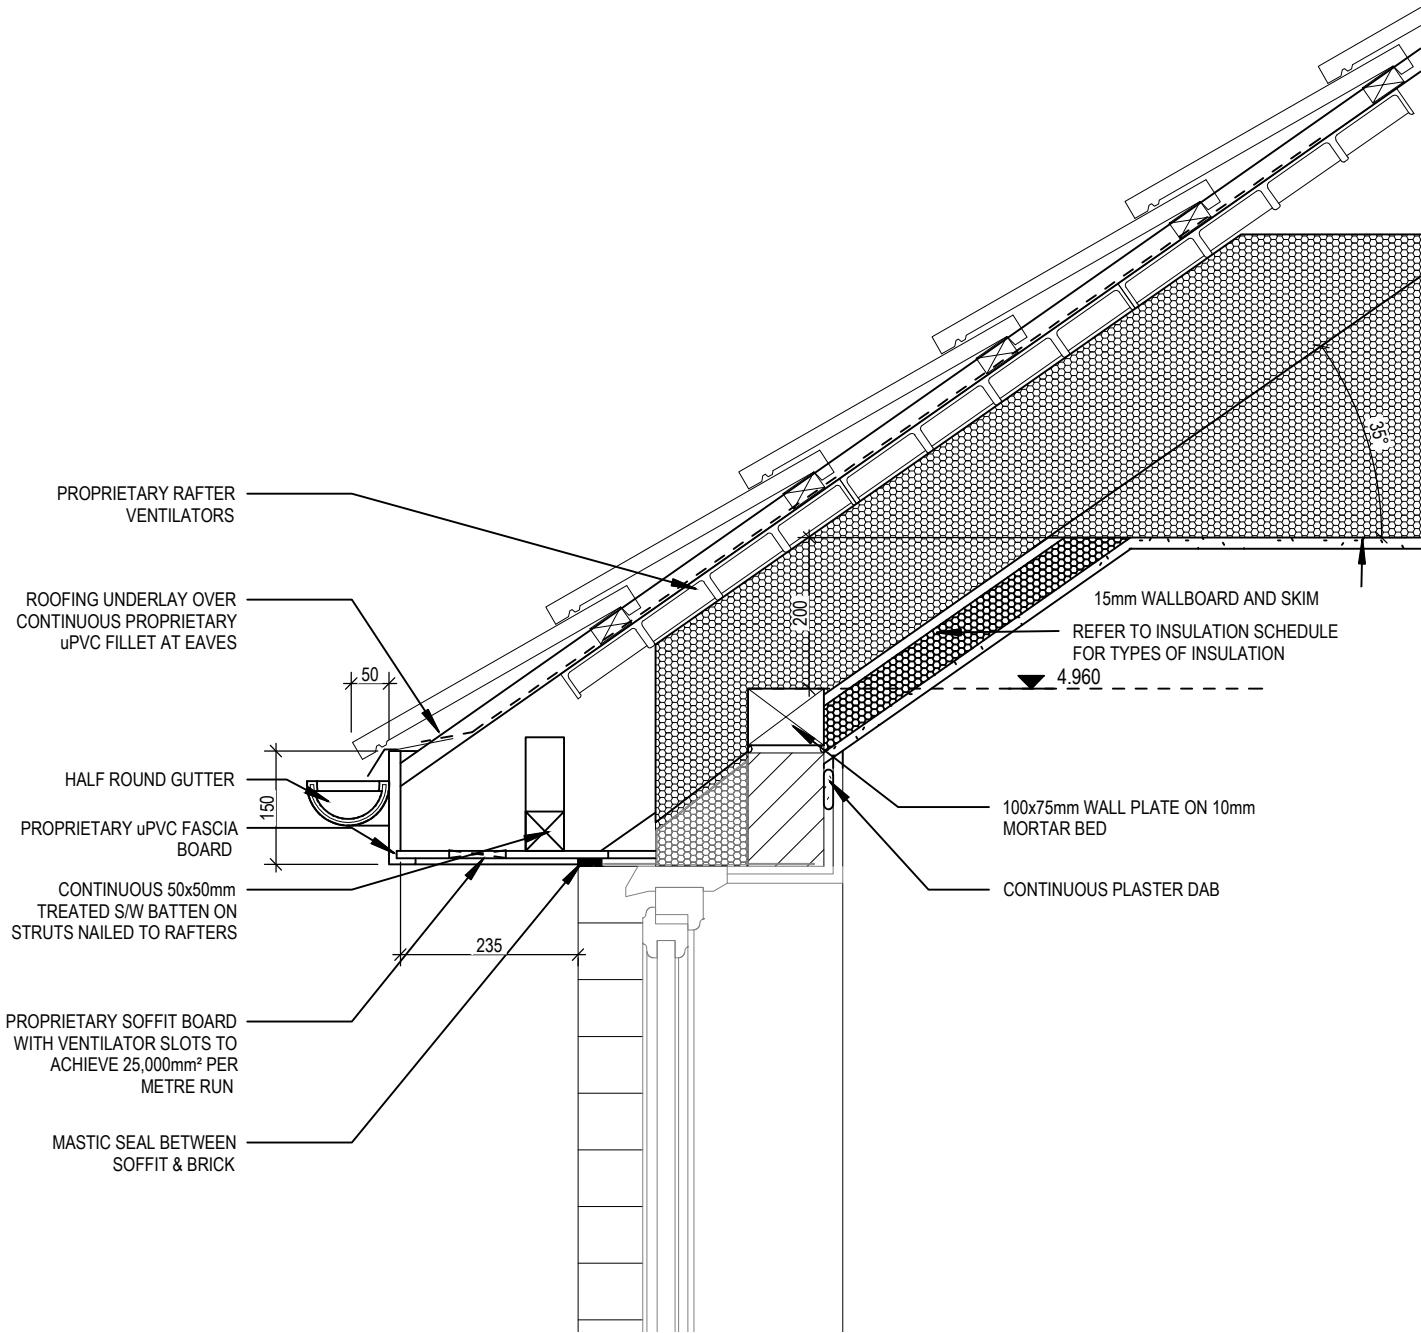 PROPRIETARY RAFTER
VENTILATORS
ROOFING UNDERLAY OVER
CONTINUOUS PROPRIETARY
uPVC FILLET AT EAVES
50
HALF ROUND GUTTER
150
PROPRIETARY uPVC FASCIA
BOARD
CONTINUOUS 50x50mm
TREATED S/W BATTEN ON
STRUTS NAILED TO RAFTERS
235
PROPRIETARY SOFFIT BOARD
WITH VENTILATOR SLOTS TO
ACHIEVE 25,000mm² PER
METRE RUN
MASTIC SEAL BETWEEN
SOFFIT & BRICK
35°
200
15mm WALLBOARD AND SKIM
REFER TO INSULATION SCHEDULE
FOR TYPES OF INSULATION
4.960
100x75mm WALL PLATE ON 10mm
MORTAR BED
CONTINUOUS PLASTER DAB